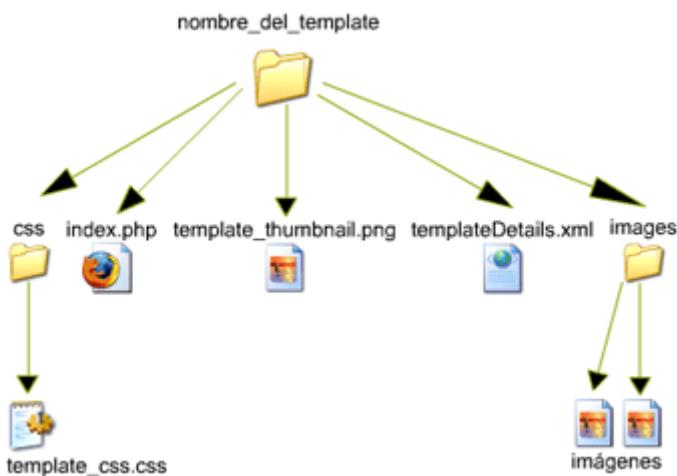 nombre_del_template
css
index.php
template_thumbnail.png
templateDetails.xml
images
template_css.css
imágenes